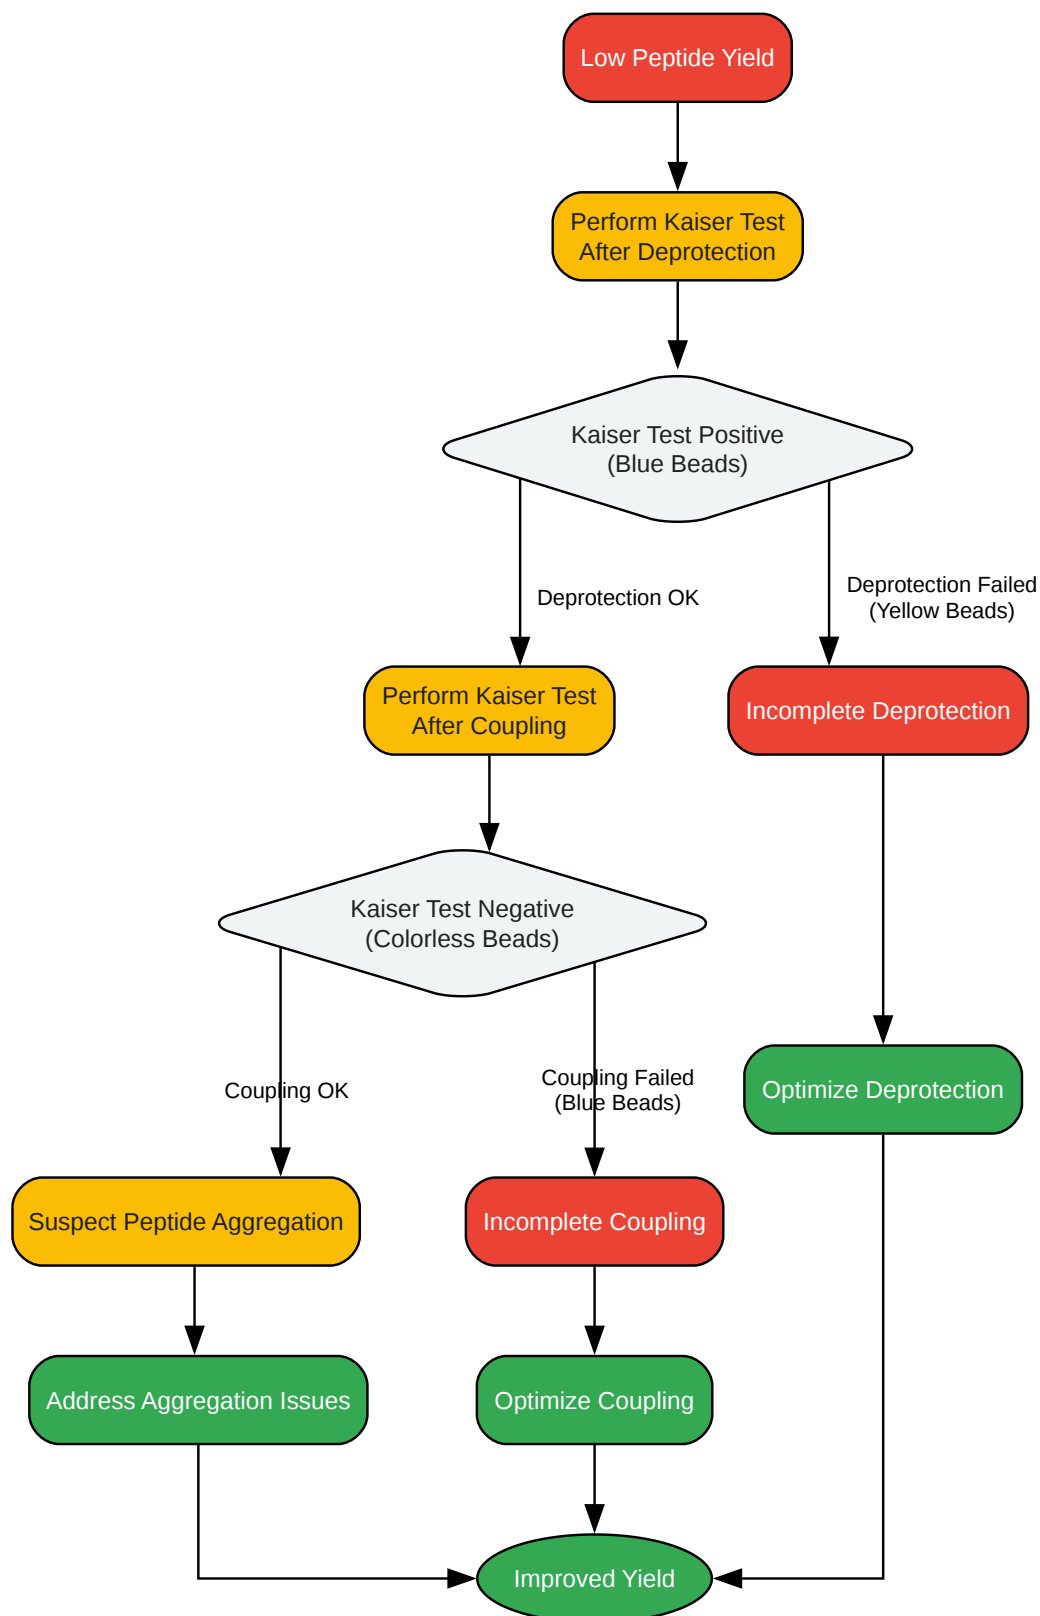 Low Peptide Yield
Perform Kaiser Test
After Deprotection
Kaiser Test Positive
(Blue Beads)
Deprotection OK
Deprotection Failed
(Yellow Beads)
Perform Kaiser Test
After Coupling
Incomplete Deprotection
Kaiser Test Negative
(Colorless Beads)
Coupling OK
Coupling Failed
(Blue Beads)
Optimize Deprotection
Suspect Peptide Aggregation
Incomplete Coupling
Address Aggregation Issues
Optimize Coupling
Improved Yield